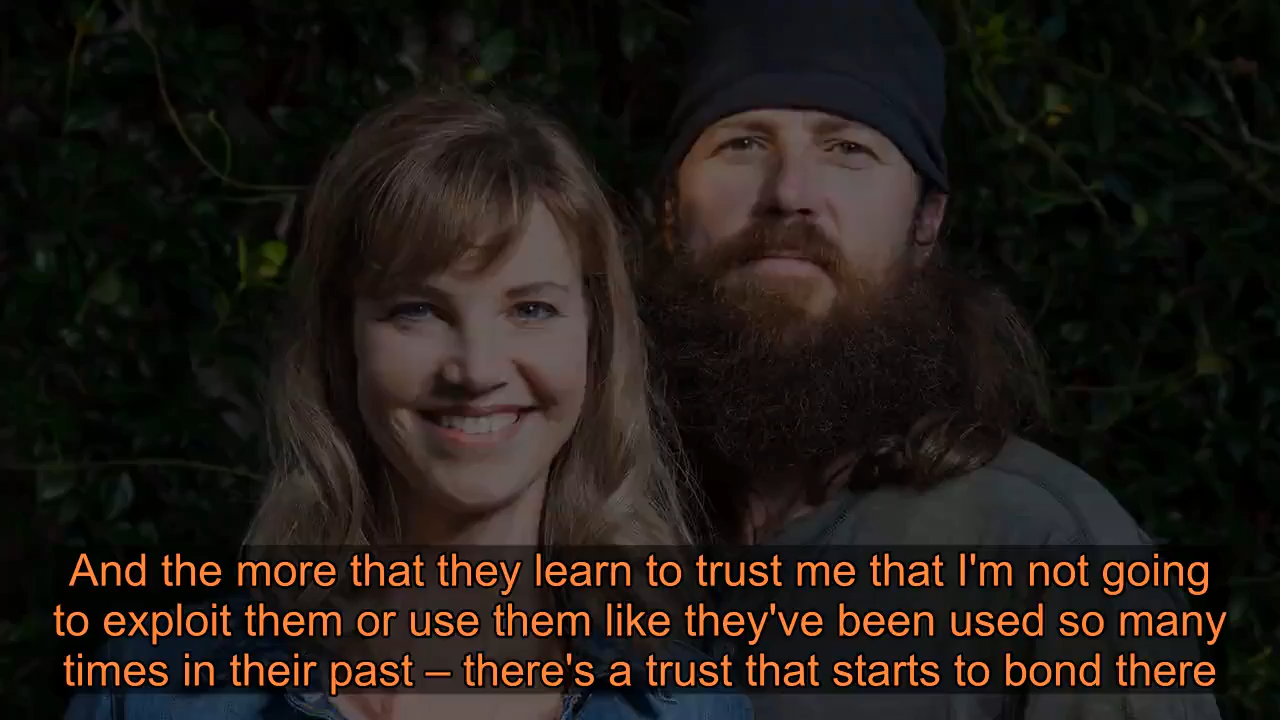 And the more that they learn to trust me that I'm not going
to exploit them or use them like they've been used so many
times in their past – there's a trust that starts to bond there